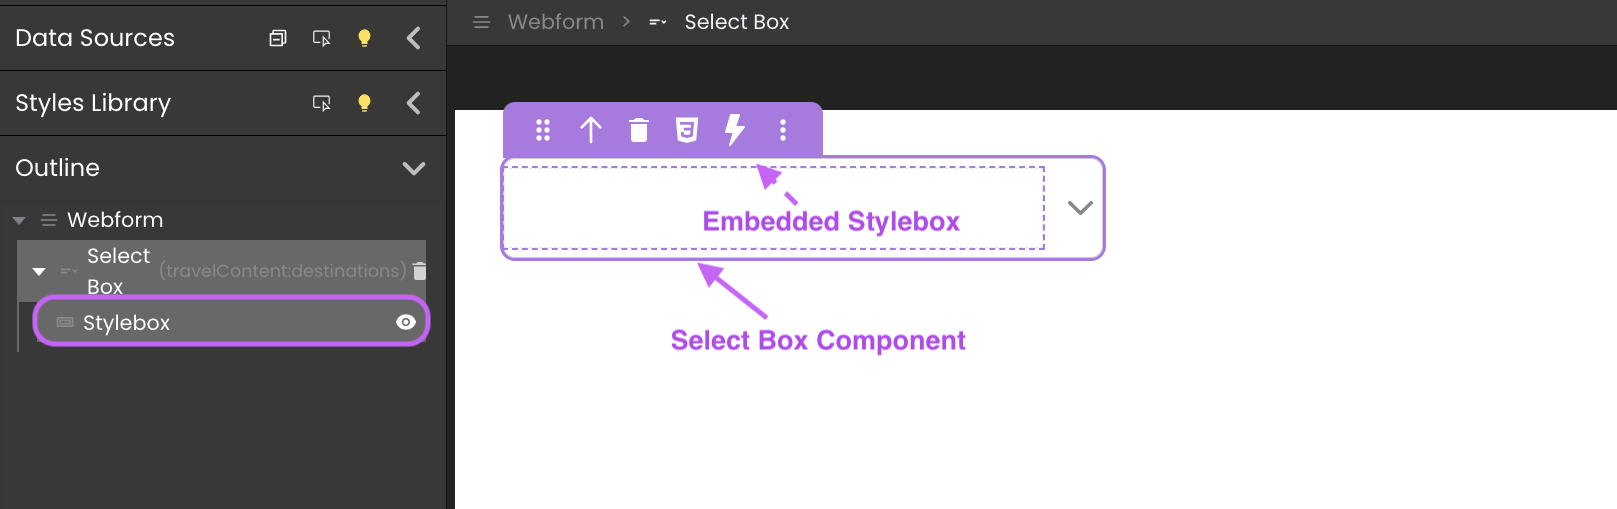 Data Sources
Styles Library
Outline
Webform
Select
Box
(travelContent:destinations)
Stylebox
Webform > Select Box
3
Embedded Stylebox
Select Box Component